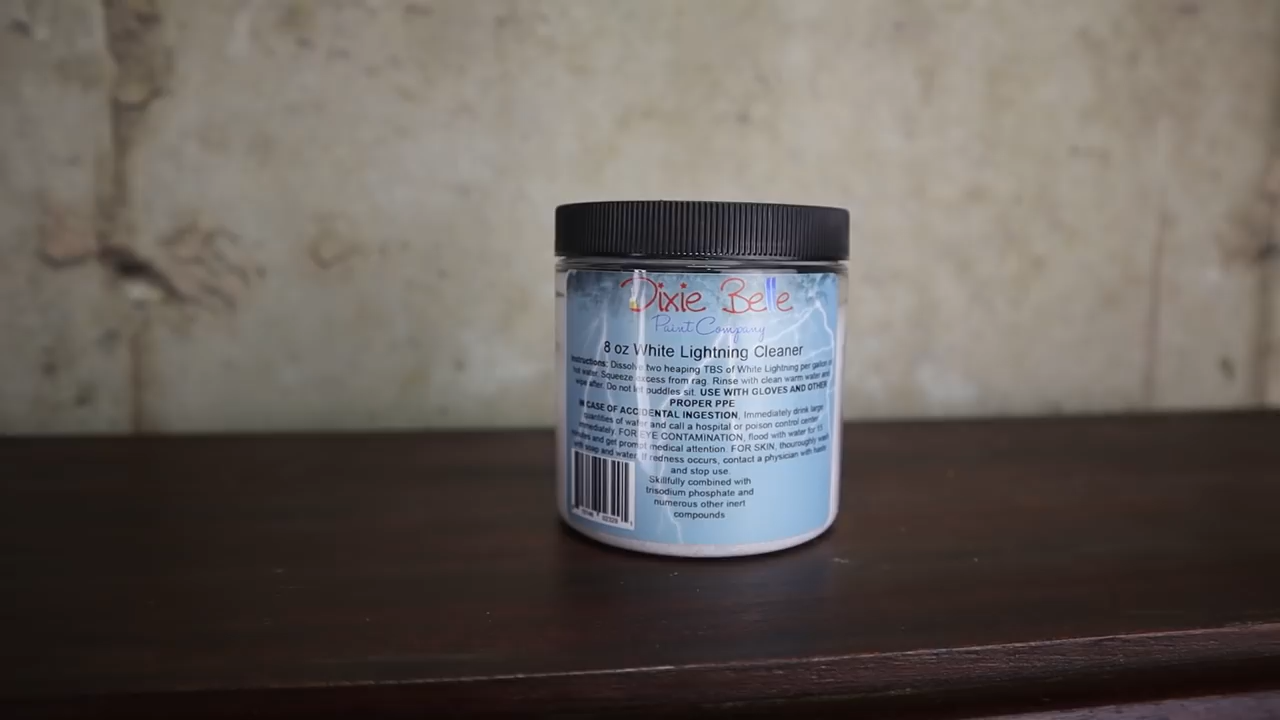 Dixie Belle
Paint Company
8 oz White Lightning Cleaner
Instructions: Dissolve two heaping TBS of White Lightning per gallon of
hot water. Squeeze excess from rag. Rinse with clean warm water and
wipe after. Do not let puddles sit. USE WITH GLOVES AND OTHER
PROPER PPE
IN CASE OF ACCIDENTAL INGESTION, Immediately drink large
quantities of water and call a hospital or poison control center
immediately. FOR EYE CONTAMINATION, flood with water for 15
minutes and get prompt medical attention. FOR SKIN, thoroughly wash
with soap and water. If redness occurs, contact a physician with haste
and stop use.
Skillfully combined with
trisodium phosphate and
numerous other inert
compounds